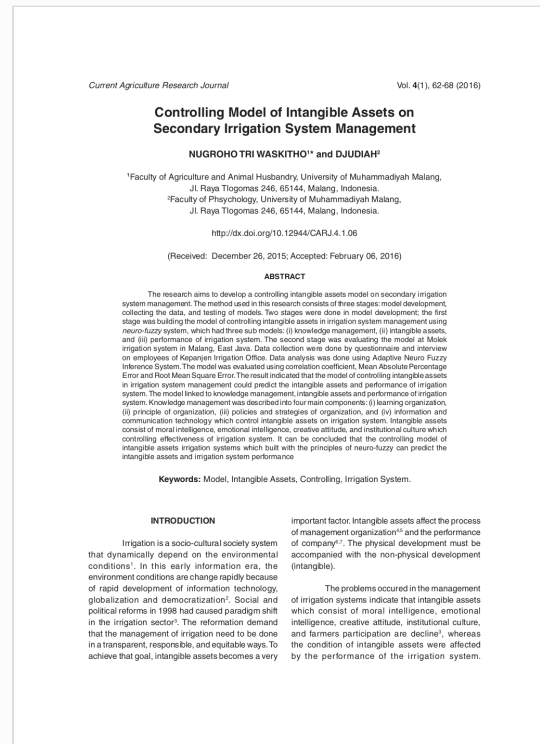 Current Agriculture Research Journal Vol. 4(1), 62-68 (2016)
Controlling Model of Intangible Assets on
Secondary Irrigation System Management
NUGROHO TRI WASKITHO¹* and DJUDIAH²
¹Faculty of Agriculture and Animal Husbandry, University of Muhammadiyah Malang,
Jl. Raya Tlogomas 246, 65144, Malang, Indonesia.
²Faculty of Phsychology, University of Muhammadiyah Malang,
Jl. Raya Tlogomas 246, 65144, Malang, Indonesia.
http://dx.doi.org/10.12944/CARJ.4.1.06
(Received: December 26, 2015; Accepted: February 06, 2016)
ABSTRACT
The research aims to develop a controlling intangible assets model on secondary irrigation
system management. The method used in this research consists of three stages: model development,
collecting the data, and testing of models. Two stages were done in model development; the first
stage was building the model of controlling intangible assets in irrigation system management using
neuro-fuzzy system, which had three sub models: (i) knowledge management, (ii) intangible assets,
and (iii) performance of irrigation system. The second stage was evaluating the model at Molek
irrigation system in Malang, East Java. Data collection were done by questionnaire and interview
on employees of Kepanjen Irrigation Office. Data analysis was done using Adaptive Neuro Fuzzy
Inference System. The model was evaluated using correlation coefficient, Mean Absolute Percentage
Error and Root Mean Square Error. The result indicated that the model of controlling intangible assets
in irrigation system management could predict the intangible assets and performance of irrigation
system. The model linked to knowledge management, intangible assets and performance of irrigation
system. Knowledge management was described into four main components: (i) learning organization,
(ii) principle of organization, (iii) policies and strategies of organization, and (iv) information and
communication technology which control intangible assets on irrigation system. Intangible assets
consist of moral intelligence, emotional intelligence, creative attitude, and institutional culture which
controlling effectiveness of irrigation system. It can be concluded that the controlling model of
intangible assets irrigation systems which built with the principles of neuro-fuzzy can predict the
intangible assets and irrigation system performance
Keywords: Model, Intangible Assets, Controlling, Irrigation System.
INTRODUCTION
Irrigation is a socio-cultural society system
that dynamically depend on the environmental
conditions¹. In this early information era, the
environment conditions are change rapidly because
of rapid development of information technology,
globalization and democratization². Social and
political reforms in 1998 had caused paradigm shift
in the irrigation sector³. The reformation demand
that the management of irrigation need to be done
in a transparent, responsible, and equitable ways. To
achieve that goal, intangible assets becomes a very
important factor. Intangible assets affect the process
of management organization⁴,⁵ and the performance
of company⁶,⁷. The physical development must be
accompanied with the non-physical development
(intangible).
The problems occured in the management
of irrigation systems indicate that intangible assets
which consist of moral intelligence, emotional
intelligence, creative attitude, institutional culture,
and farmers participation are decline³, whereas
the condition of intangible assets were affected
by the performance of the irrigation system.